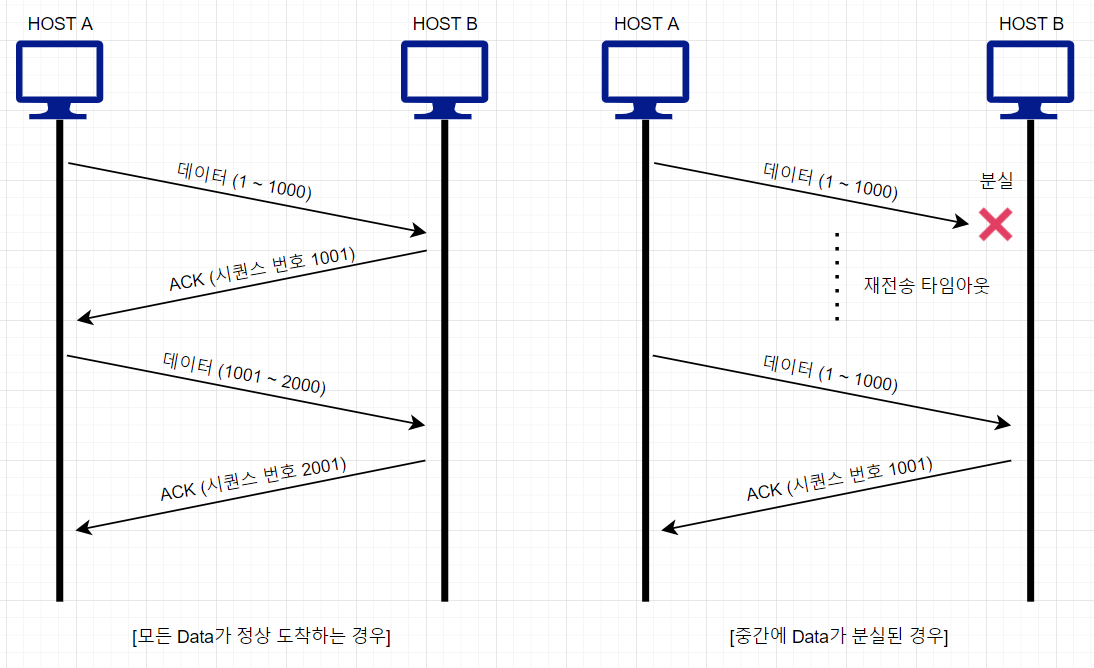 HOST A
HOST B
데이터 (1 ~ 1000)
ACK (시퀀스 번호 1001)
데이터 (1001 ~ 2000)
ACK (시퀀스 번호 2001)
[모든 Data가 정상 도착하는 경우]
HOST A
HOST B
데이터 (1 ~ 1000)
분실
재전송 타임아웃
데이터 (1 ~ 1000)
ACK (시퀀스 번호 1001)
[중간에 Data가 분실된 경우]